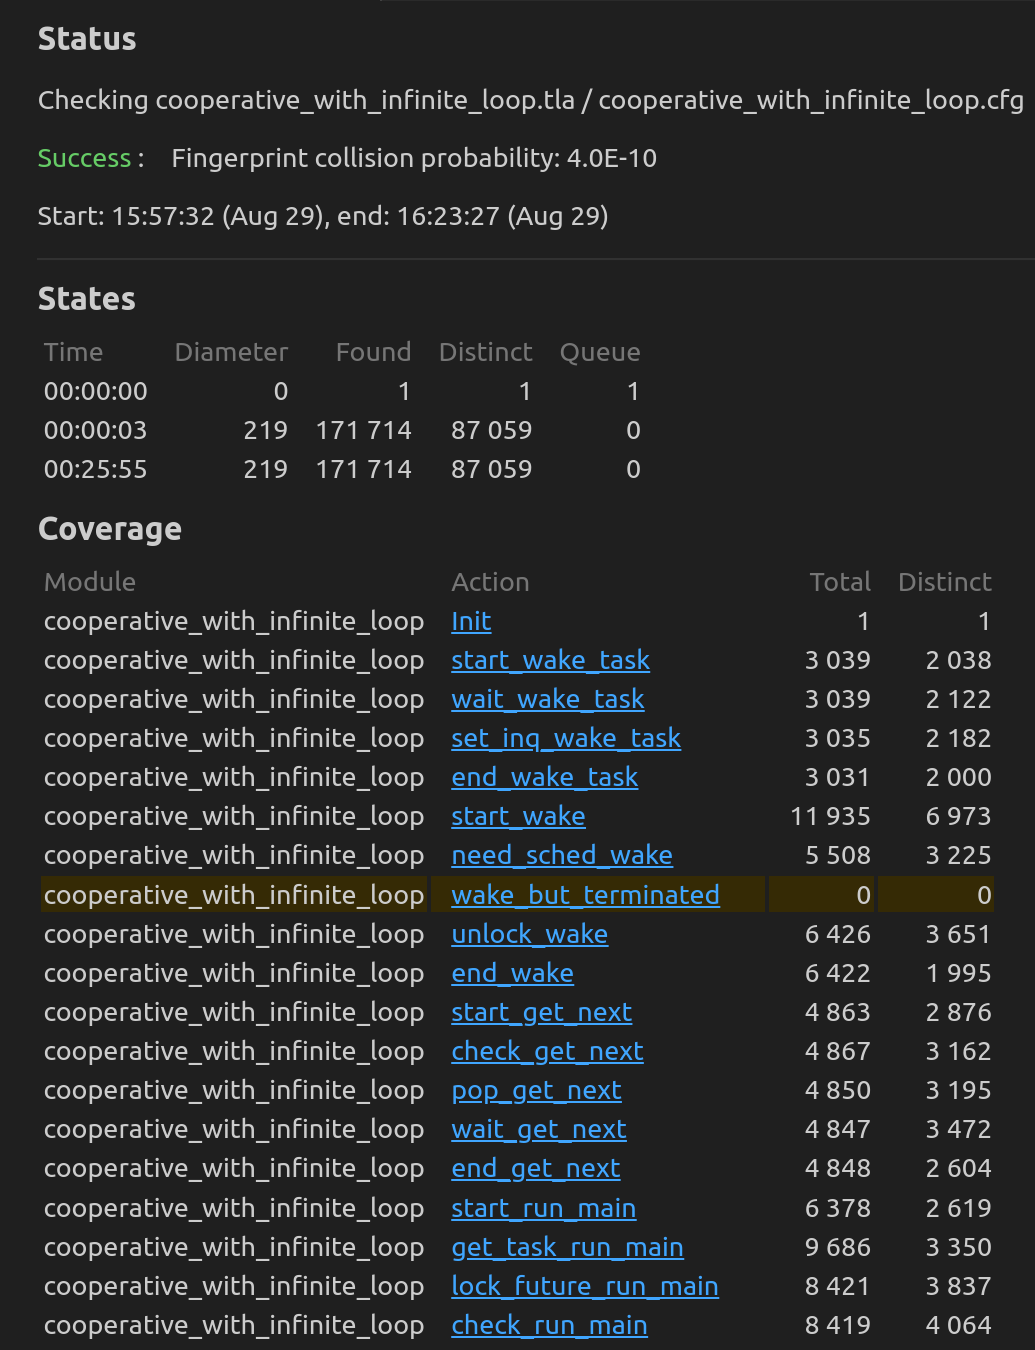 Status
Checking cooperative_with_infinite_loop.tla / cooperative_with_infinite_loop.cfg
Success : Fingerprint collision probability: 4.0E-10
Start: 15:57:32 (Aug 29), end: 16:23:27 (Aug 29)
States
Time Diameter Found Distinct Queue
00:00:00 0 1 1 1
00:00:03 219 171 714 87 059 0
00:25:55 219 171 714 87 059 0
Coverage
Module Action Total Distinct
cooperative_with_infinite_loop Init 1 1
cooperative_with_infinite_loop start_wake_task 3 039 2 038
cooperative_with_infinite_loop wait_wake_task 3 039 2 122
cooperative_with_infinite_loop set_inq_wake_task 3 035 2 182
cooperative_with_infinite_loop end_wake_task 3 031 2 000
cooperative_with_infinite_loop start_wake 11 935 6 973
cooperative_with_infinite_loop need_sched_wake 5 508 3 225
cooperative_with_infinite_loop wake_but_terminated 0 0
cooperative_with_infinite_loop unlock_wake 6 426 3 651
cooperative_with_infinite_loop end_wake 6 422 1 995
cooperative_with_infinite_loop start_get_next 4 863 2 876
cooperative_with_infinite_loop check_get_next 4 867 3 162
cooperative_with_infinite_loop pop_get_next 4 850 3 195
cooperative_with_infinite_loop wait_get_next 4 847 3 472
cooperative_with_infinite_loop end_get_next 4 848 2 604
cooperative_with_infinite_loop start_run_main 6 378 2 619
cooperative_with_infinite_loop get_task_run_main 9 686 3 350
cooperative_with_infinite_loop lock_future_run_main 8 421 3 837
cooperative_with_infinite_loop check_run_main 8 419 4 064